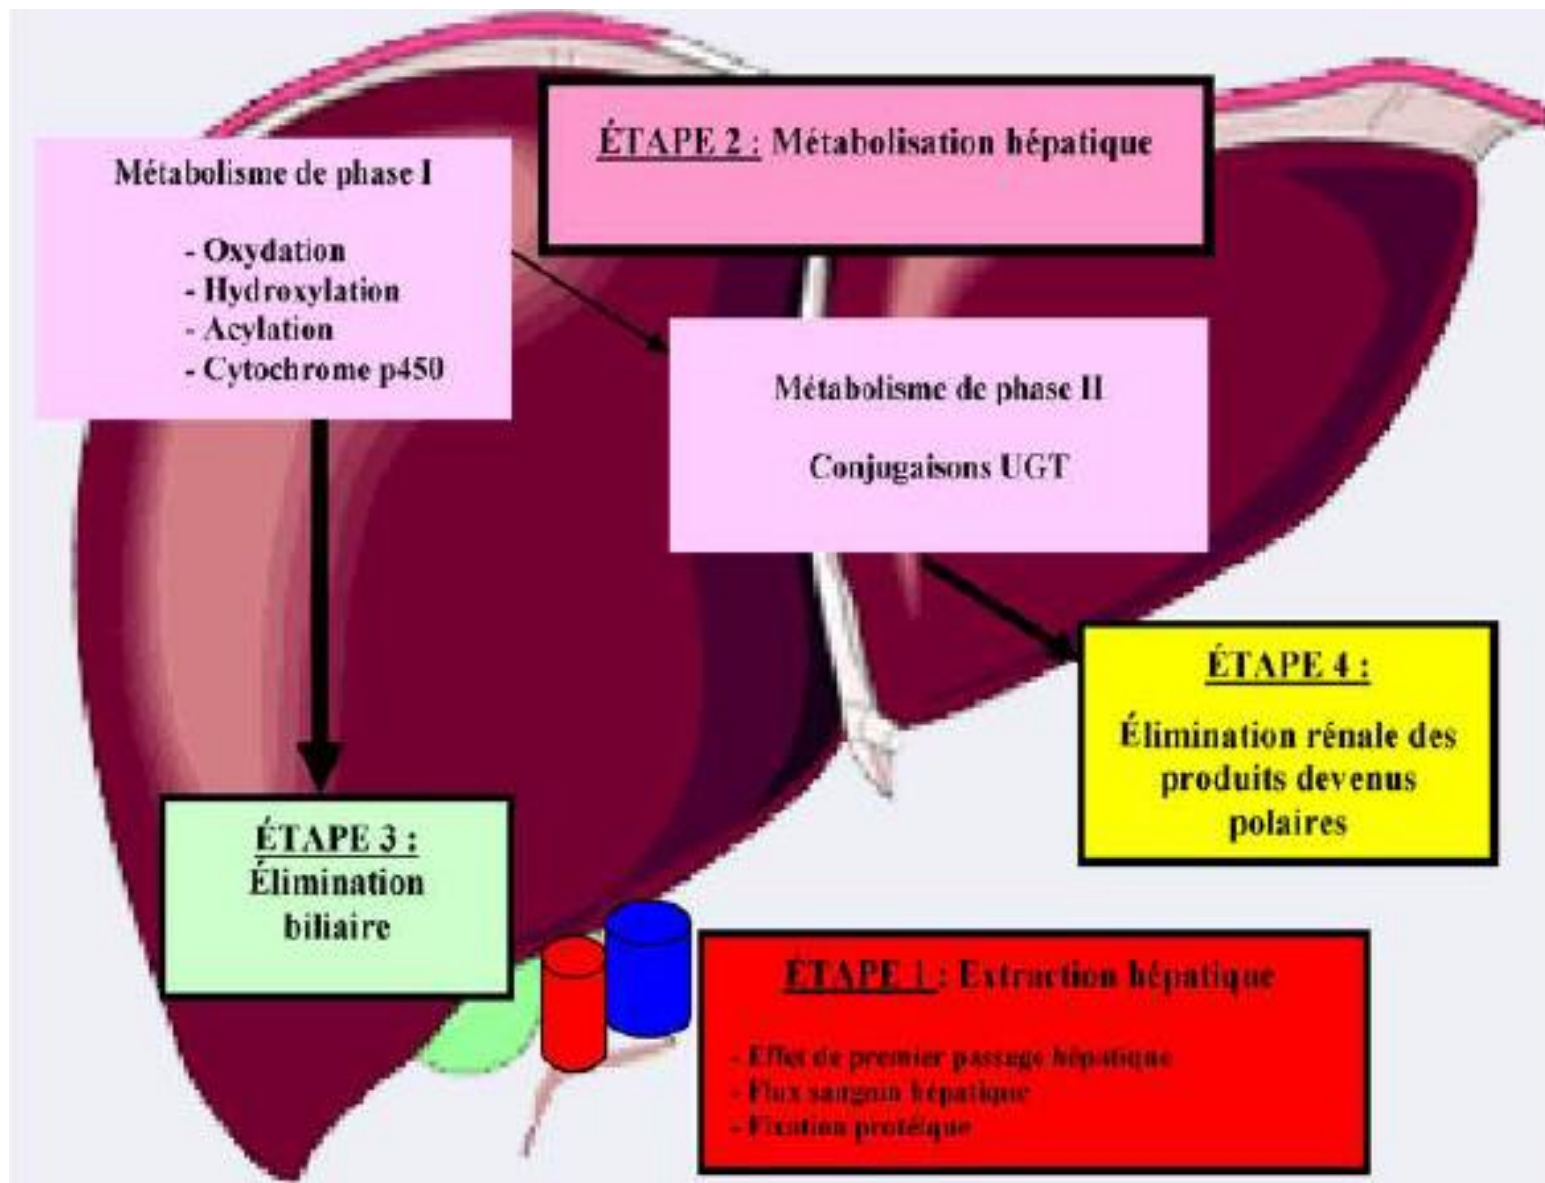 ÉTAPE 2 : Métabolisation hépatique
Métabolisme de phase I
- Oxydation
- Hydroxylation
- Acylation
- Cytochrome p450
Métabolisme de phase II
Conjugaisons UGT
ÉTAPE 4 :
Élimination rénale des
produits devenus
polaires
ÉTAPE 3 :
Élimination
biliaire
ÉTAPE 1 : Extraction hépatique
- Effet de premier passage hépatique
- Flux sanguin hépatique
- Fixation protéique